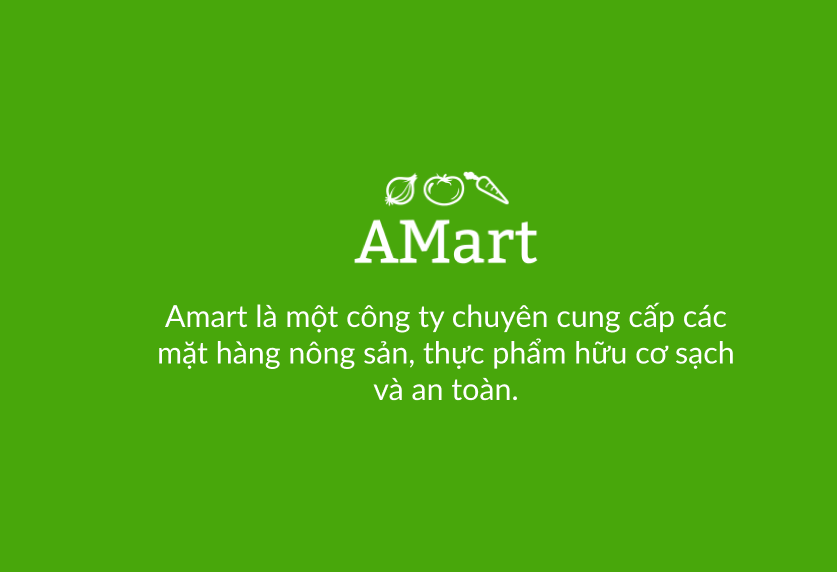 AMart
Amart là một công ty chuyên cung cấp các
mặt hàng nông sản, thực phẩm hữu cơ sạch
và an toàn.